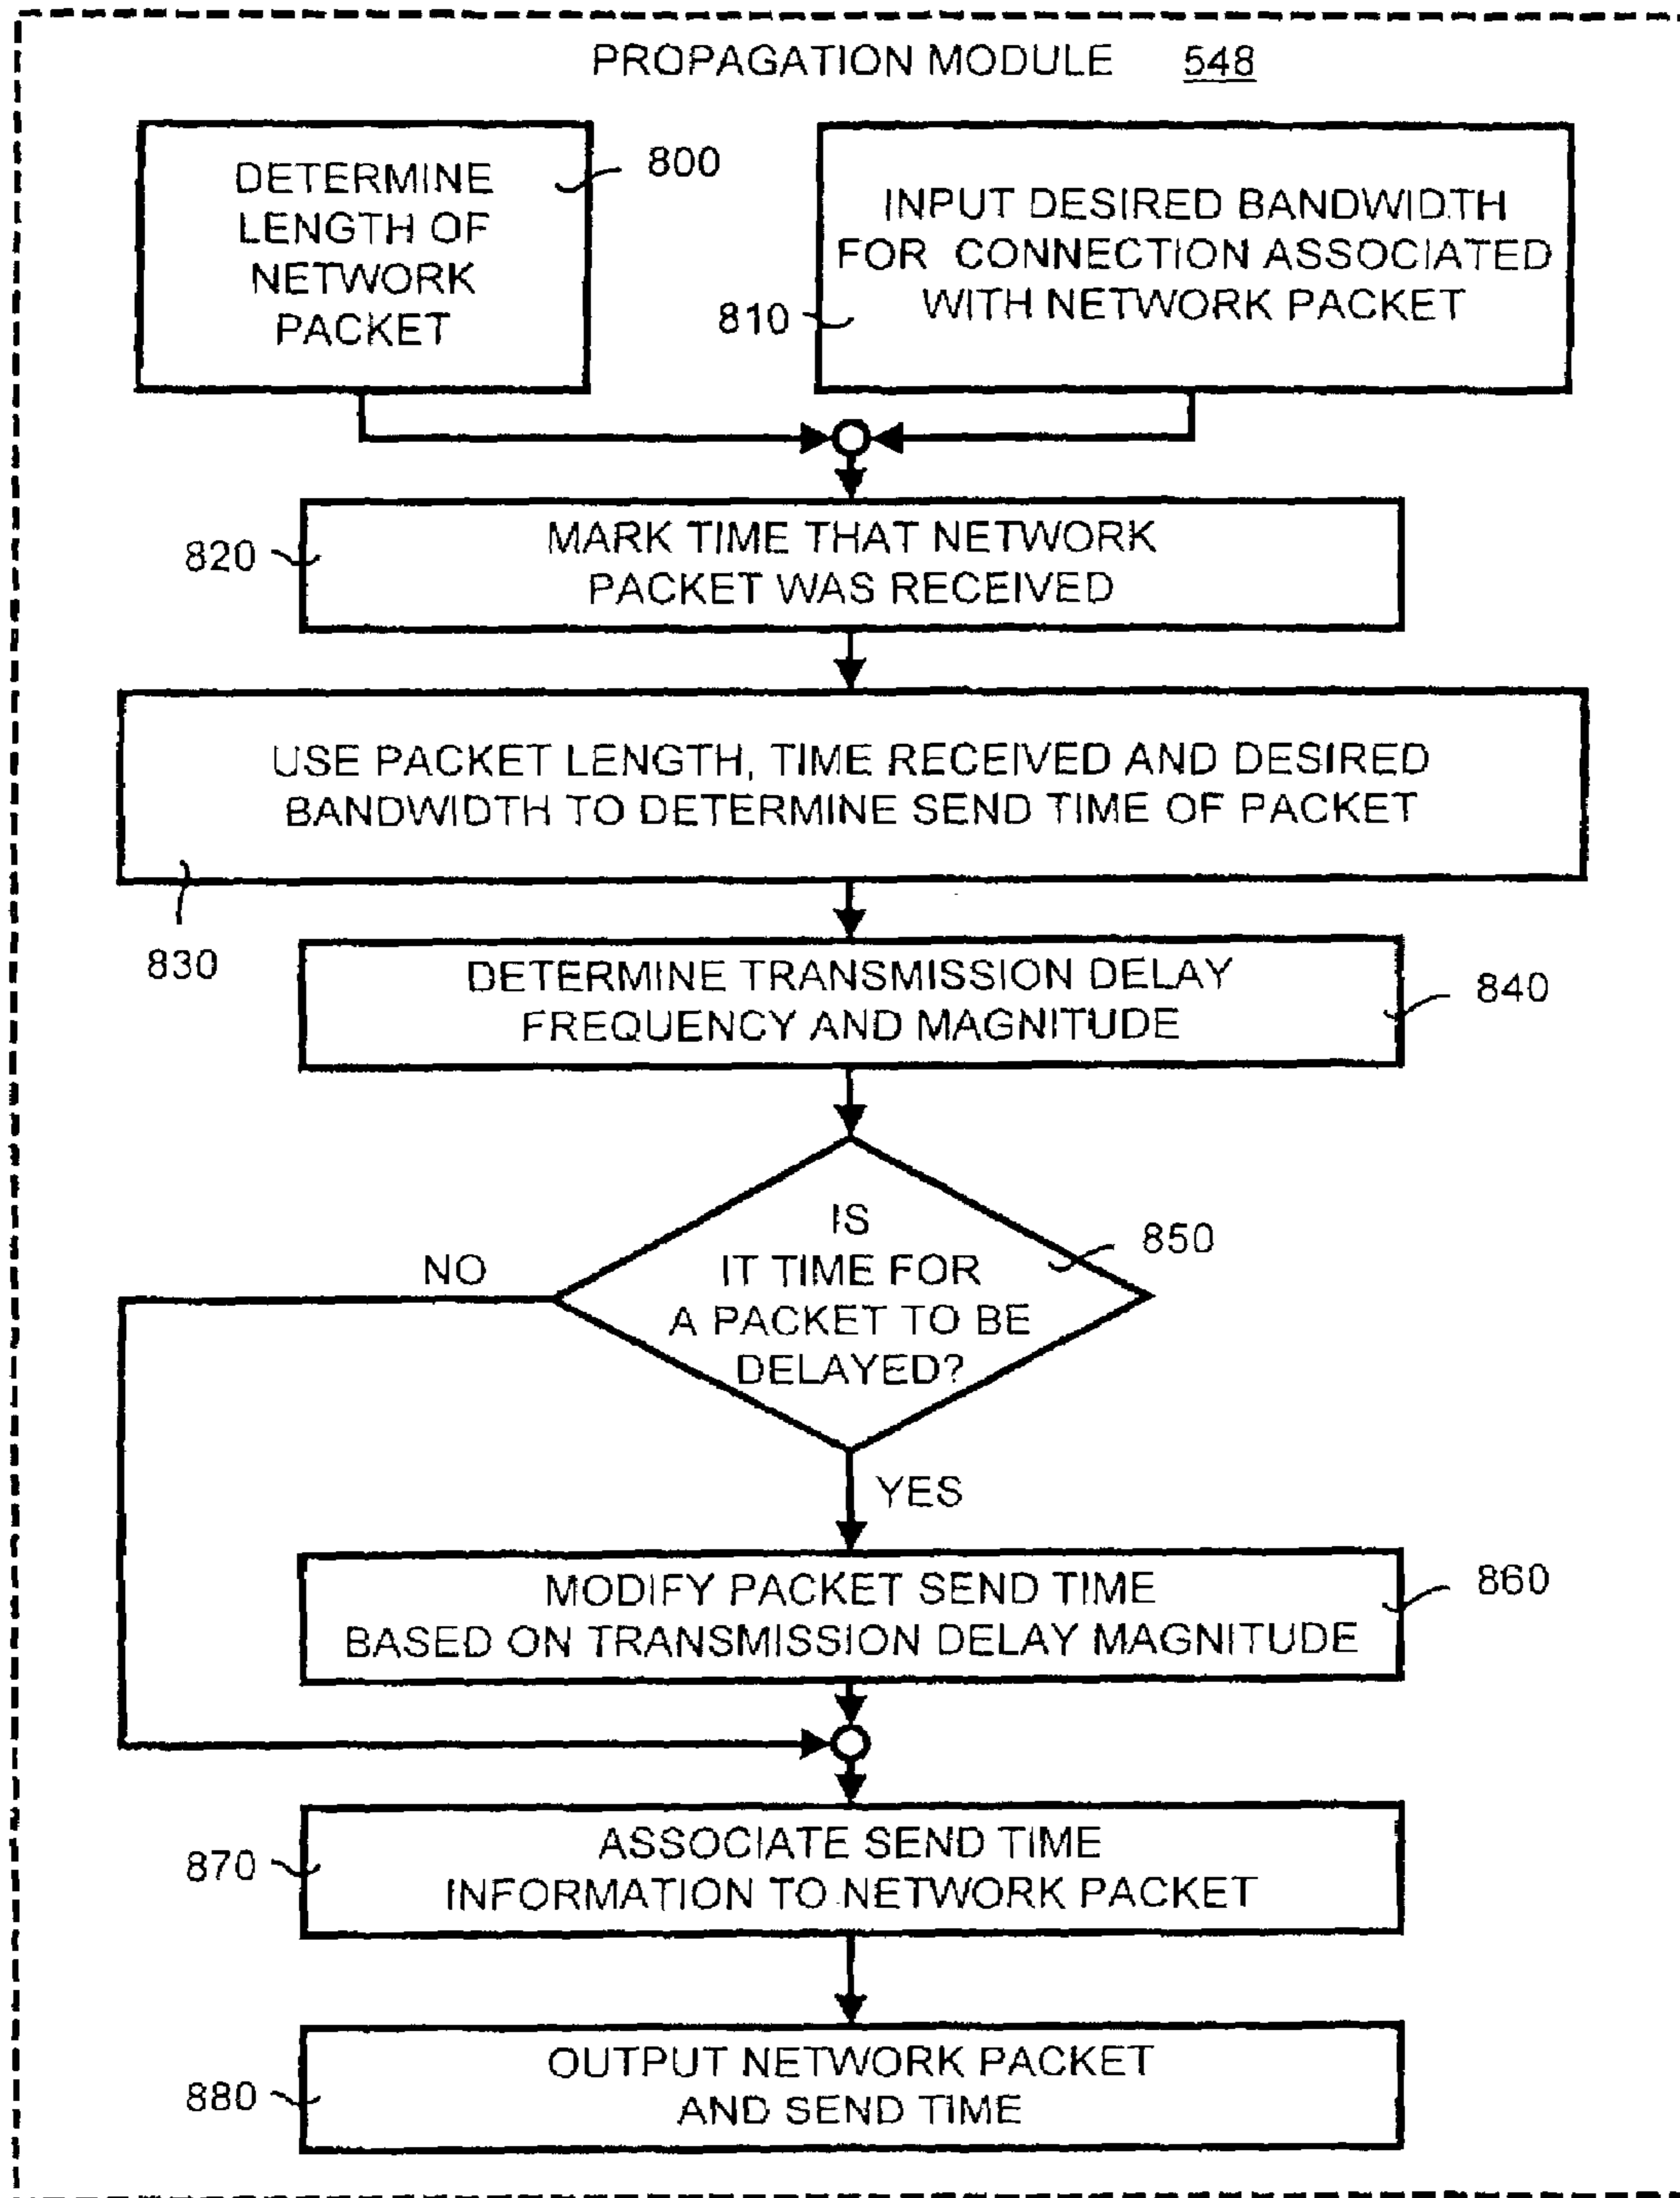 PROPAGATION MODULE 548
DETERMINE
LENGTH OF
NETWORK
PACKET
800
INPUT DESIRED BANDWIDTH
FOR CONNECTION ASSOCIATED
WITH NETWORK PACKET
810
MARK TIME THAT NETWORK
PACKET WAS RECEIVED
820
USE PACKET LENGTH, TIME RECEIVED AND DESIRED
BANDWIDTH TO DETERMINE SEND TIME OF PACKET
830
DETERMINE TRANSMISSION DELAY
FREQUENCY AND MAGNITUDE
840
IS
IT TIME FOR
A PACKET TO BE
DELAYED?
850
NO
YES
MODIFY PACKET SEND TIME
BASED ON TRANSMISSION DELAY MAGNITUDE
860
ASSOCIATE SEND TIME
INFORMATION TO NETWORK PACKET
870
OUTPUT NETWORK PACKET
AND SEND TIME
880